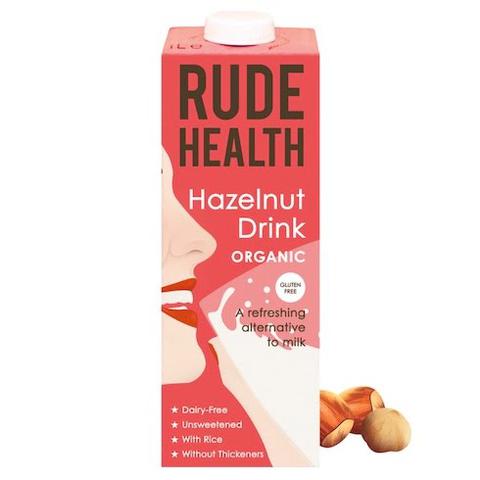 RUDE
HEALTH
Hazelnut
Drink
ORGANIC
GLUTEN
FREE
A refreshing
alternative
to milk
★ Dairy-Free
★ Unsweetened
★ With Rice
★ Without Thickeners